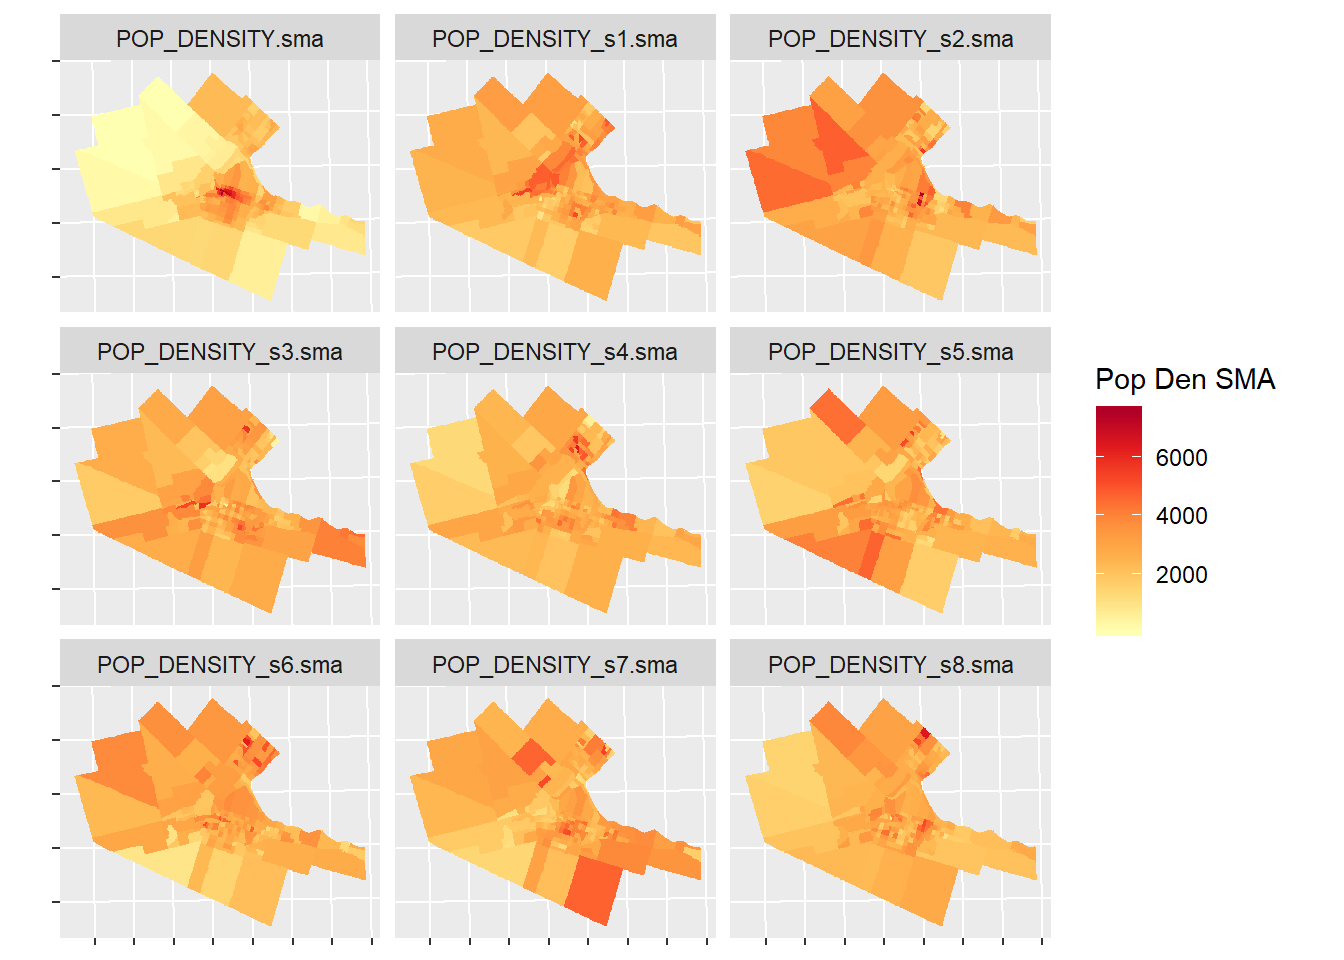 POP_DENSITY.sma
POP_DENSITY_s1.sma
POP_DENSITY_s2.sma
POP_DENSITY_s3.sma
POP_DENSITY_s4.sma
POP_DENSITY_s5.sma
Pop Den SMA
6000
4000
2000
POP_DENSITY_s6.sma
POP_DENSITY_s7.sma
POP_DENSITY_s8.sma